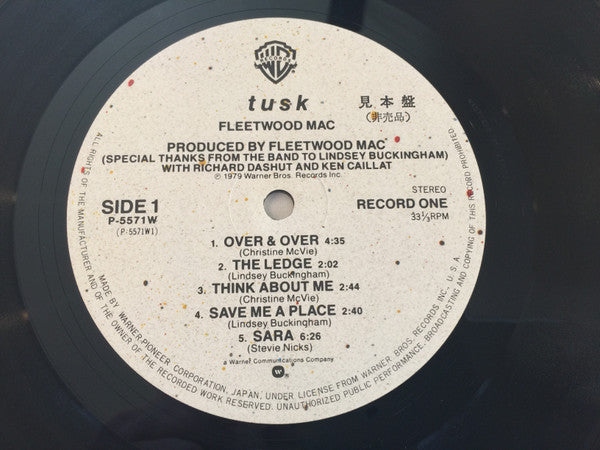 WB
RECORDS
tusk
見本盤
(非売品)
FLEETWOOD MAC
PRODUCED BY FLEETWOOD MAC
(SPECIAL THANKS FROM THE BAND TO LINDSEY BUCKINGHAM)
WITH RICHARD DASHUT AND KEN CAILLAT
℗ 1979 Warner Bros. Records Inc.
SIDE 1
P-5571W
(P-5571W1)
STEREO
RECORD ONE
33⅓RPM
1. OVER & OVER 4:35
(Christine McVie)
2. THE LEDGE 2:02
(Lindsey Buckingham)
3. THINK ABOUT ME 2:44
(Christine McVie)
4. SAVE ME A PLACE 2:40
(Lindsey Buckingham)
5. SARA 6:26
(Stevie Nicks)
a Warner Communications Company
W
ALL RIGHTS OF THE MANUFACTURER AND OF THE OWNER OF THE RECORDED WORK RESERVED. UNAUTHORIZED PUBLIC PERFORMANCE, BROADCASTING AND COPYING OF THIS RECORD PROHIBITED
MADE BY WARNER-PIONEER CORPORATION, JAPAN, UNDER LICENSE FROM WARNER BROS. RECORDS INC., U.S.A.